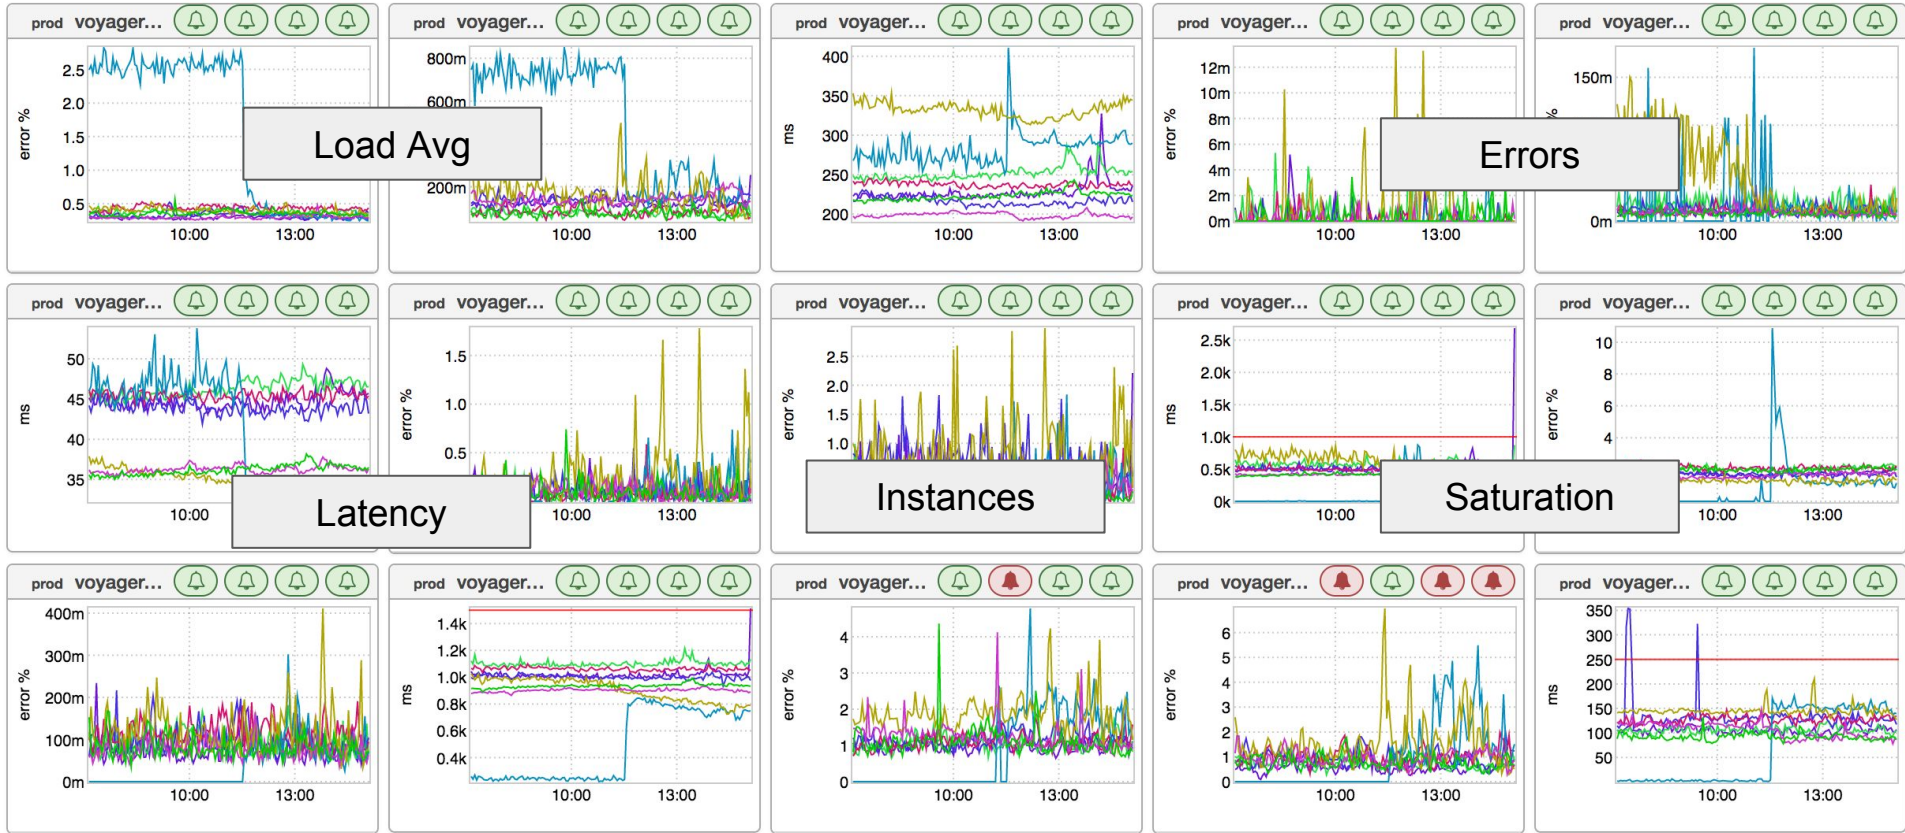 prod voyager...
2.5
2.0
1.5
1.0
0.5
error %
10:00 13:00
prod voyager...
800m
600m
200m
10:00 13:00
prod voyager...
400
350
300
250
200
ms
10:00 13:00
prod voyager...
12m
10m
8m
6m
4m
2m
0m
error %
10:00 13:00
prod voyager...
150m
0m
%
10:00 13:00
Load Avg
Errors
prod voyager...
50
45
40
35
ms
10:00
prod voyager...
1.5
1.0
0.5
error %
10:00 13:00
prod voyager...
2.5
2.0
1.5
1.0
error %
10:00 13:00
prod voyager...
2.5k
2.0k
1.5k
1.0k
0.5k
0k
ms
10:00
prod voyager...
10
8
6
4
error %
10:00 13:00
Latency
Instances
Saturation
prod voyager...
400m
300m
200m
100m
0m
error %
10:00 13:00
prod voyager...
1.4k
1.2k
1.0k
0.8k
0.6k
0.4k
ms
10:00 13:00
prod voyager...
4
3
2
1
0
error %
10:00 13:00
prod voyager...
6
5
4
3
2
1
0
error %
10:00 13:00
prod voyager...
350
300
250
200
150
100
50
ms
10:00 13:00